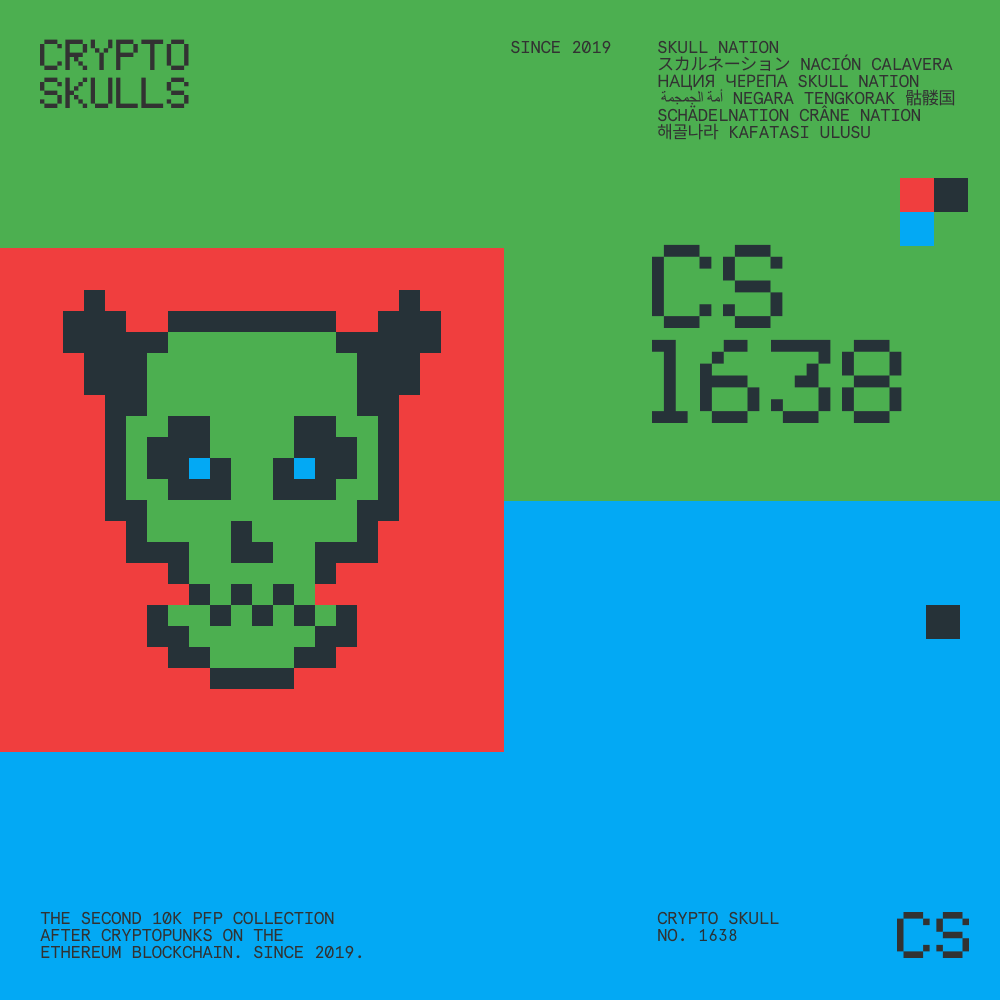 CRYPTO
SKULLS
SINCE 2019
SKULL NATION
スカルネーション NACIÓN CALAVERA
НАЦИЯ ЧЕРЕПА SKULL NATION
أمة الجمجمة NEGARA TENGKORAK 骷髅国
SCHÄDELNATION CRÂNE NATION
해골나라 KAFATASI ULUSU
CS
1638
THE SECOND 10K PFP COLLECTION
AFTER CRYPTOPUNKS ON THE
ETHEREUM BLOCKCHAIN. SINCE 2019.
CRYPTO SKULL
NO. 1638
CS